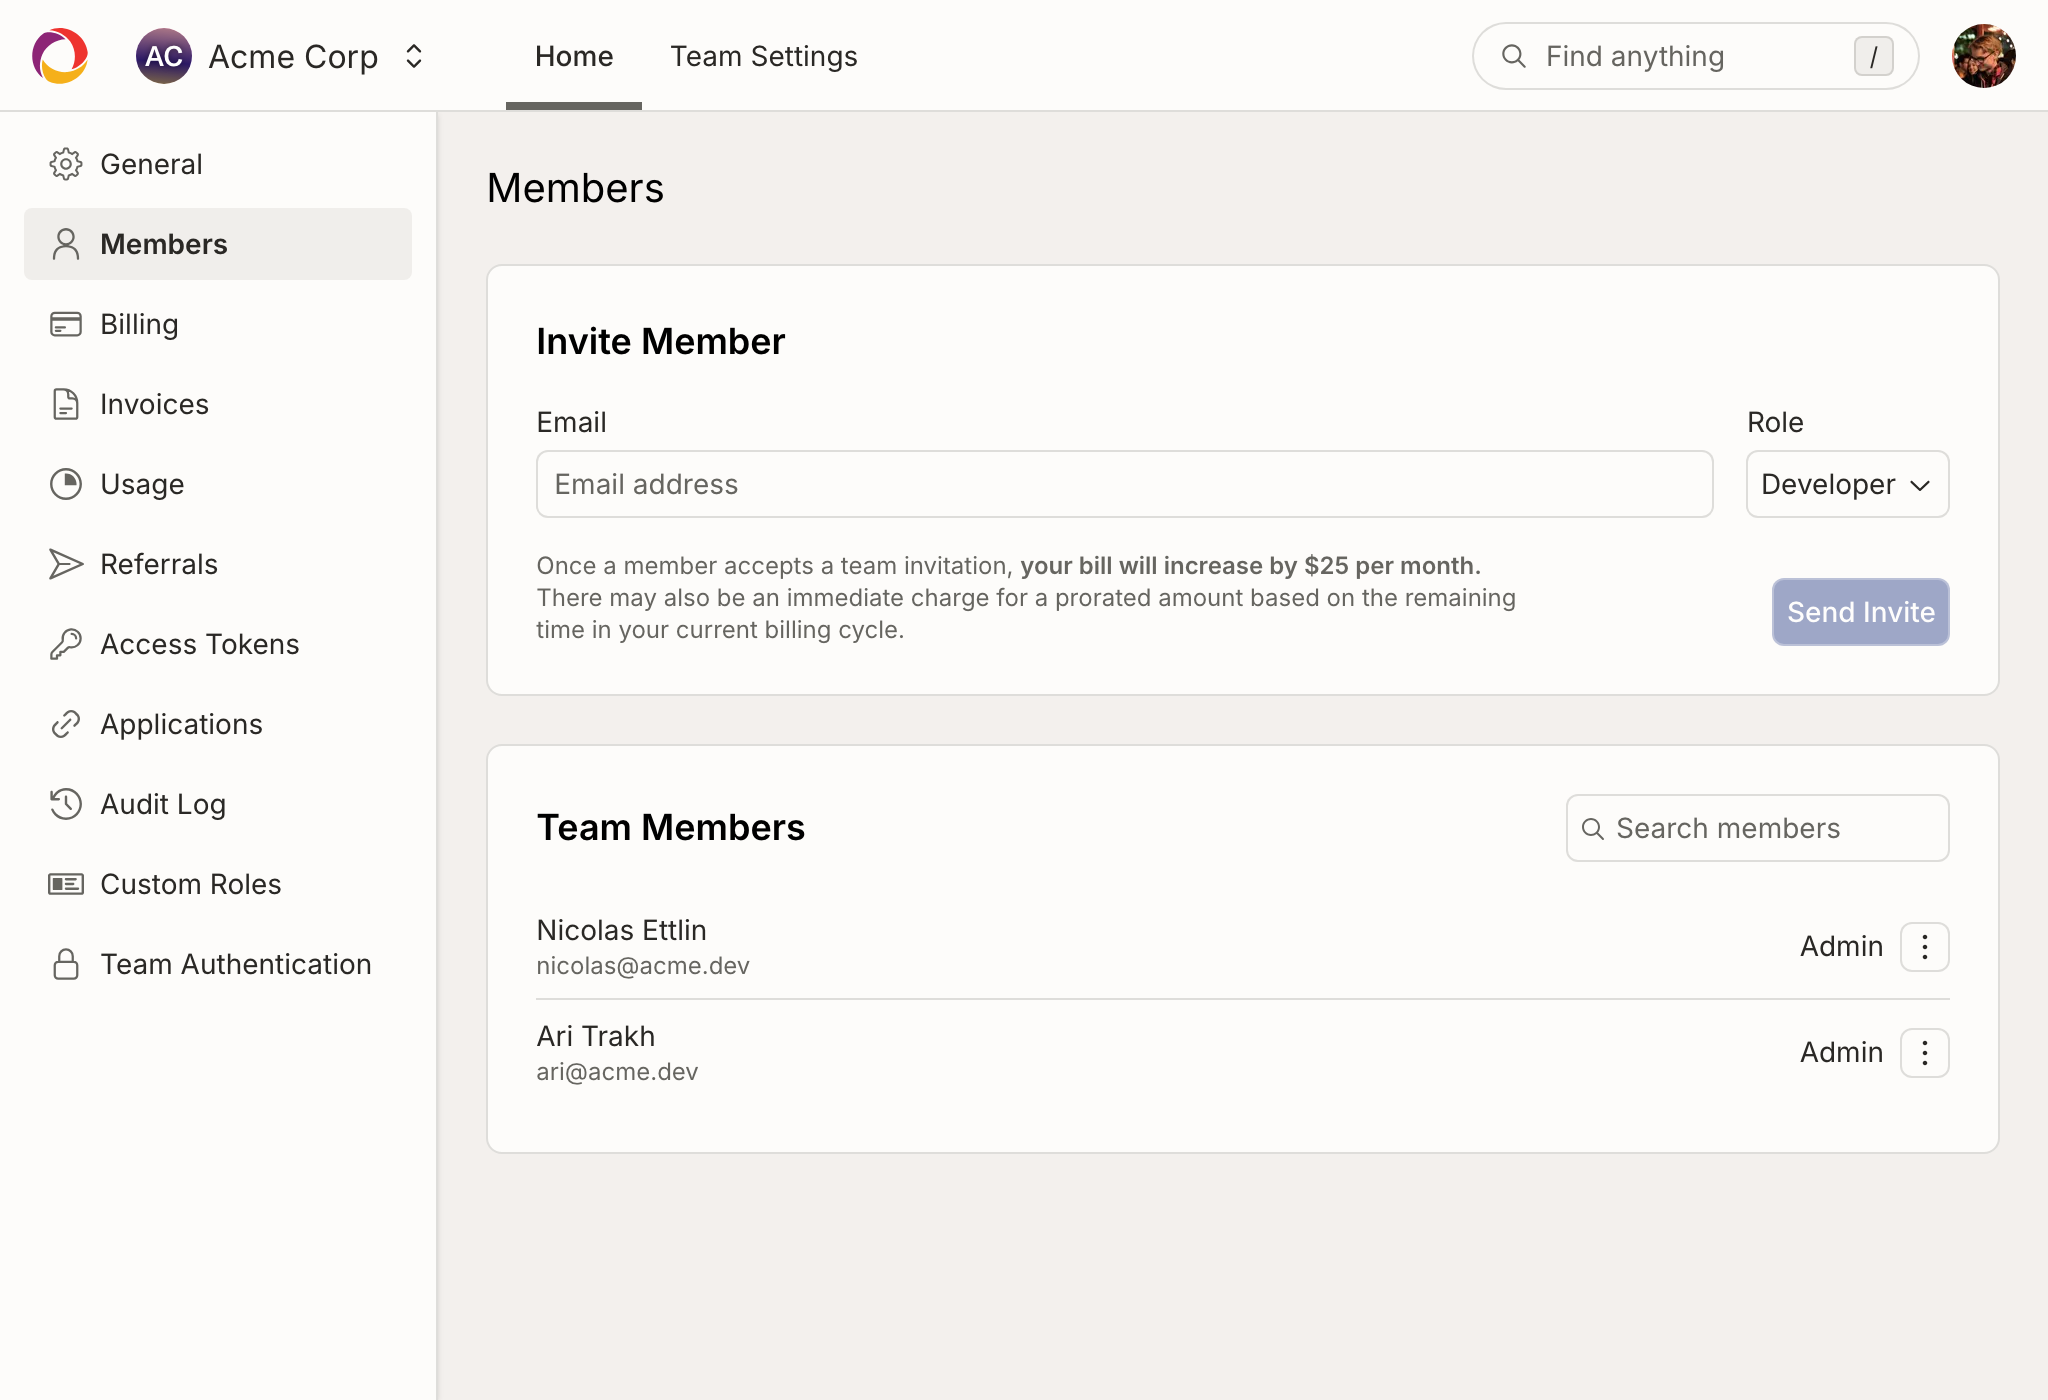 AC Acme Corp
Home
Team Settings
Find anything
/
General
Members
Billing
Invoices
Usage
Referrals
Access Tokens
Applications
Audit Log
Custom Roles
Team Authentication
Members
Invite Member
Email
Role
Email address
Developer
Once a member accepts a team invitation, your bill will increase by $25 per month.
There may also be an immediate charge for a prorated amount based on the remaining
time in your current billing cycle.
Send Invite
Team Members
Search members
Nicolas Ettlin
nicolas@acme.dev
Admin
Ari Trakh
ari@acme.dev
Admin